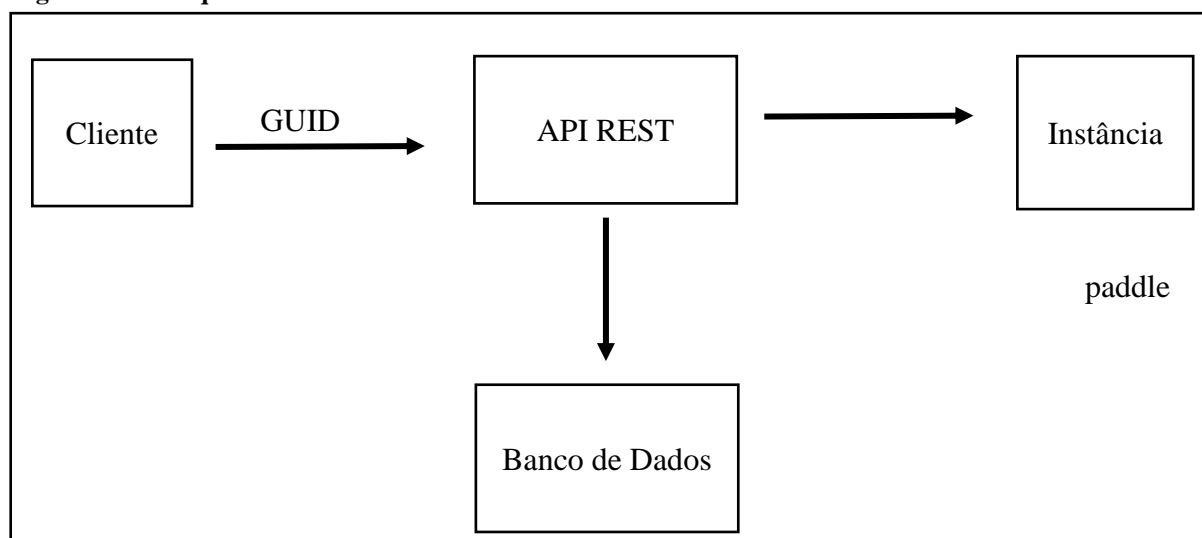 Cliente
GUID
API REST
Instância
paddle
Banco de Dados